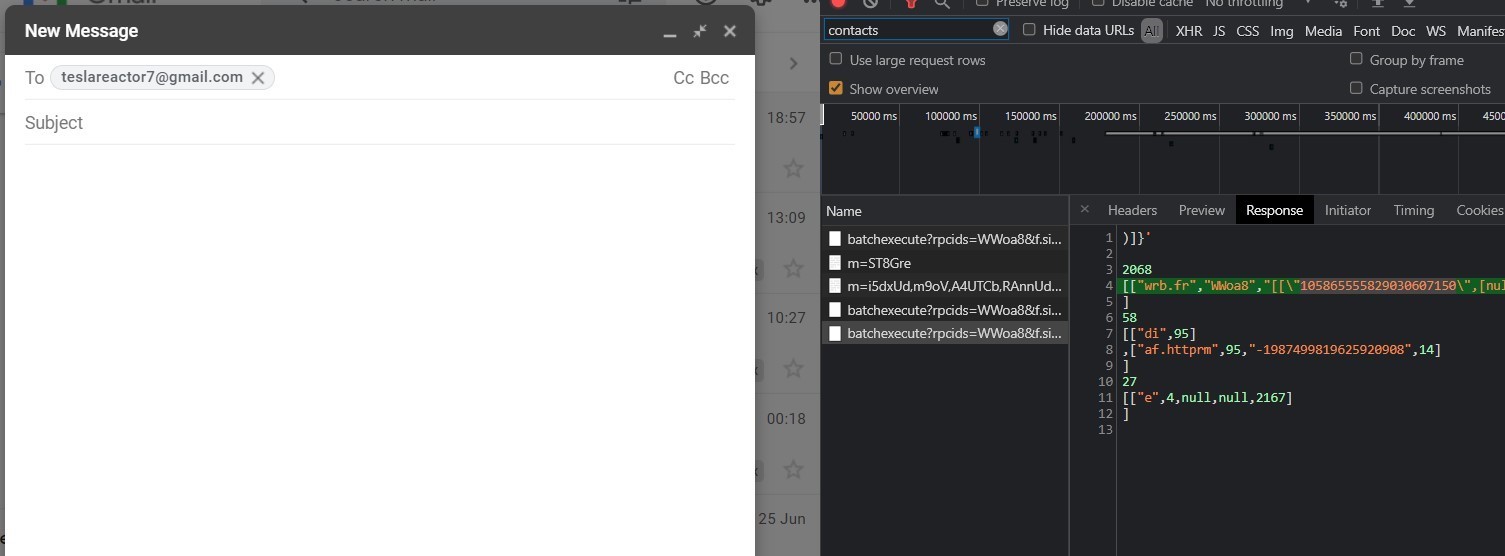 Gmail
New Message
To teslareactor7@gmail.com Cc Bcc
Subject
18:57
13:09
10:27
00:18
25 Jun
Preserve log Disable cache No throttling
contacts Hide data URLs All XHR JS CSS Img Media Font Doc WS Manifes
Use large request rows Group by frame
Show overview Capture screenshots
50000 ms 100000 ms 150000 ms 200000 ms 250000 ms 300000 ms 350000 ms 400000 ms 4500
Name
batchexecute?rpcids=WWoa8&f.si...
m=ST8Gre
m=i5dxUd,m9oV,A4UTCb,RAnnUd...
batchexecute?rpcids=WWoa8&f.si...
batchexecute?rpcids=WWoa8&f.si...
Headers Preview Response Initiator Timing Cookies
1 )]}'
2
3 2068
4 [["wrb.fr","WWoa8","[[\"105865555829030607150\",[nul
5 ]
6 58
7 [["di",95]
8 ,["af.httprm",95,"-1987499819625920908",14]
9 ]
10 27
11 [["e",4,null,null,2167]
12 ]
13